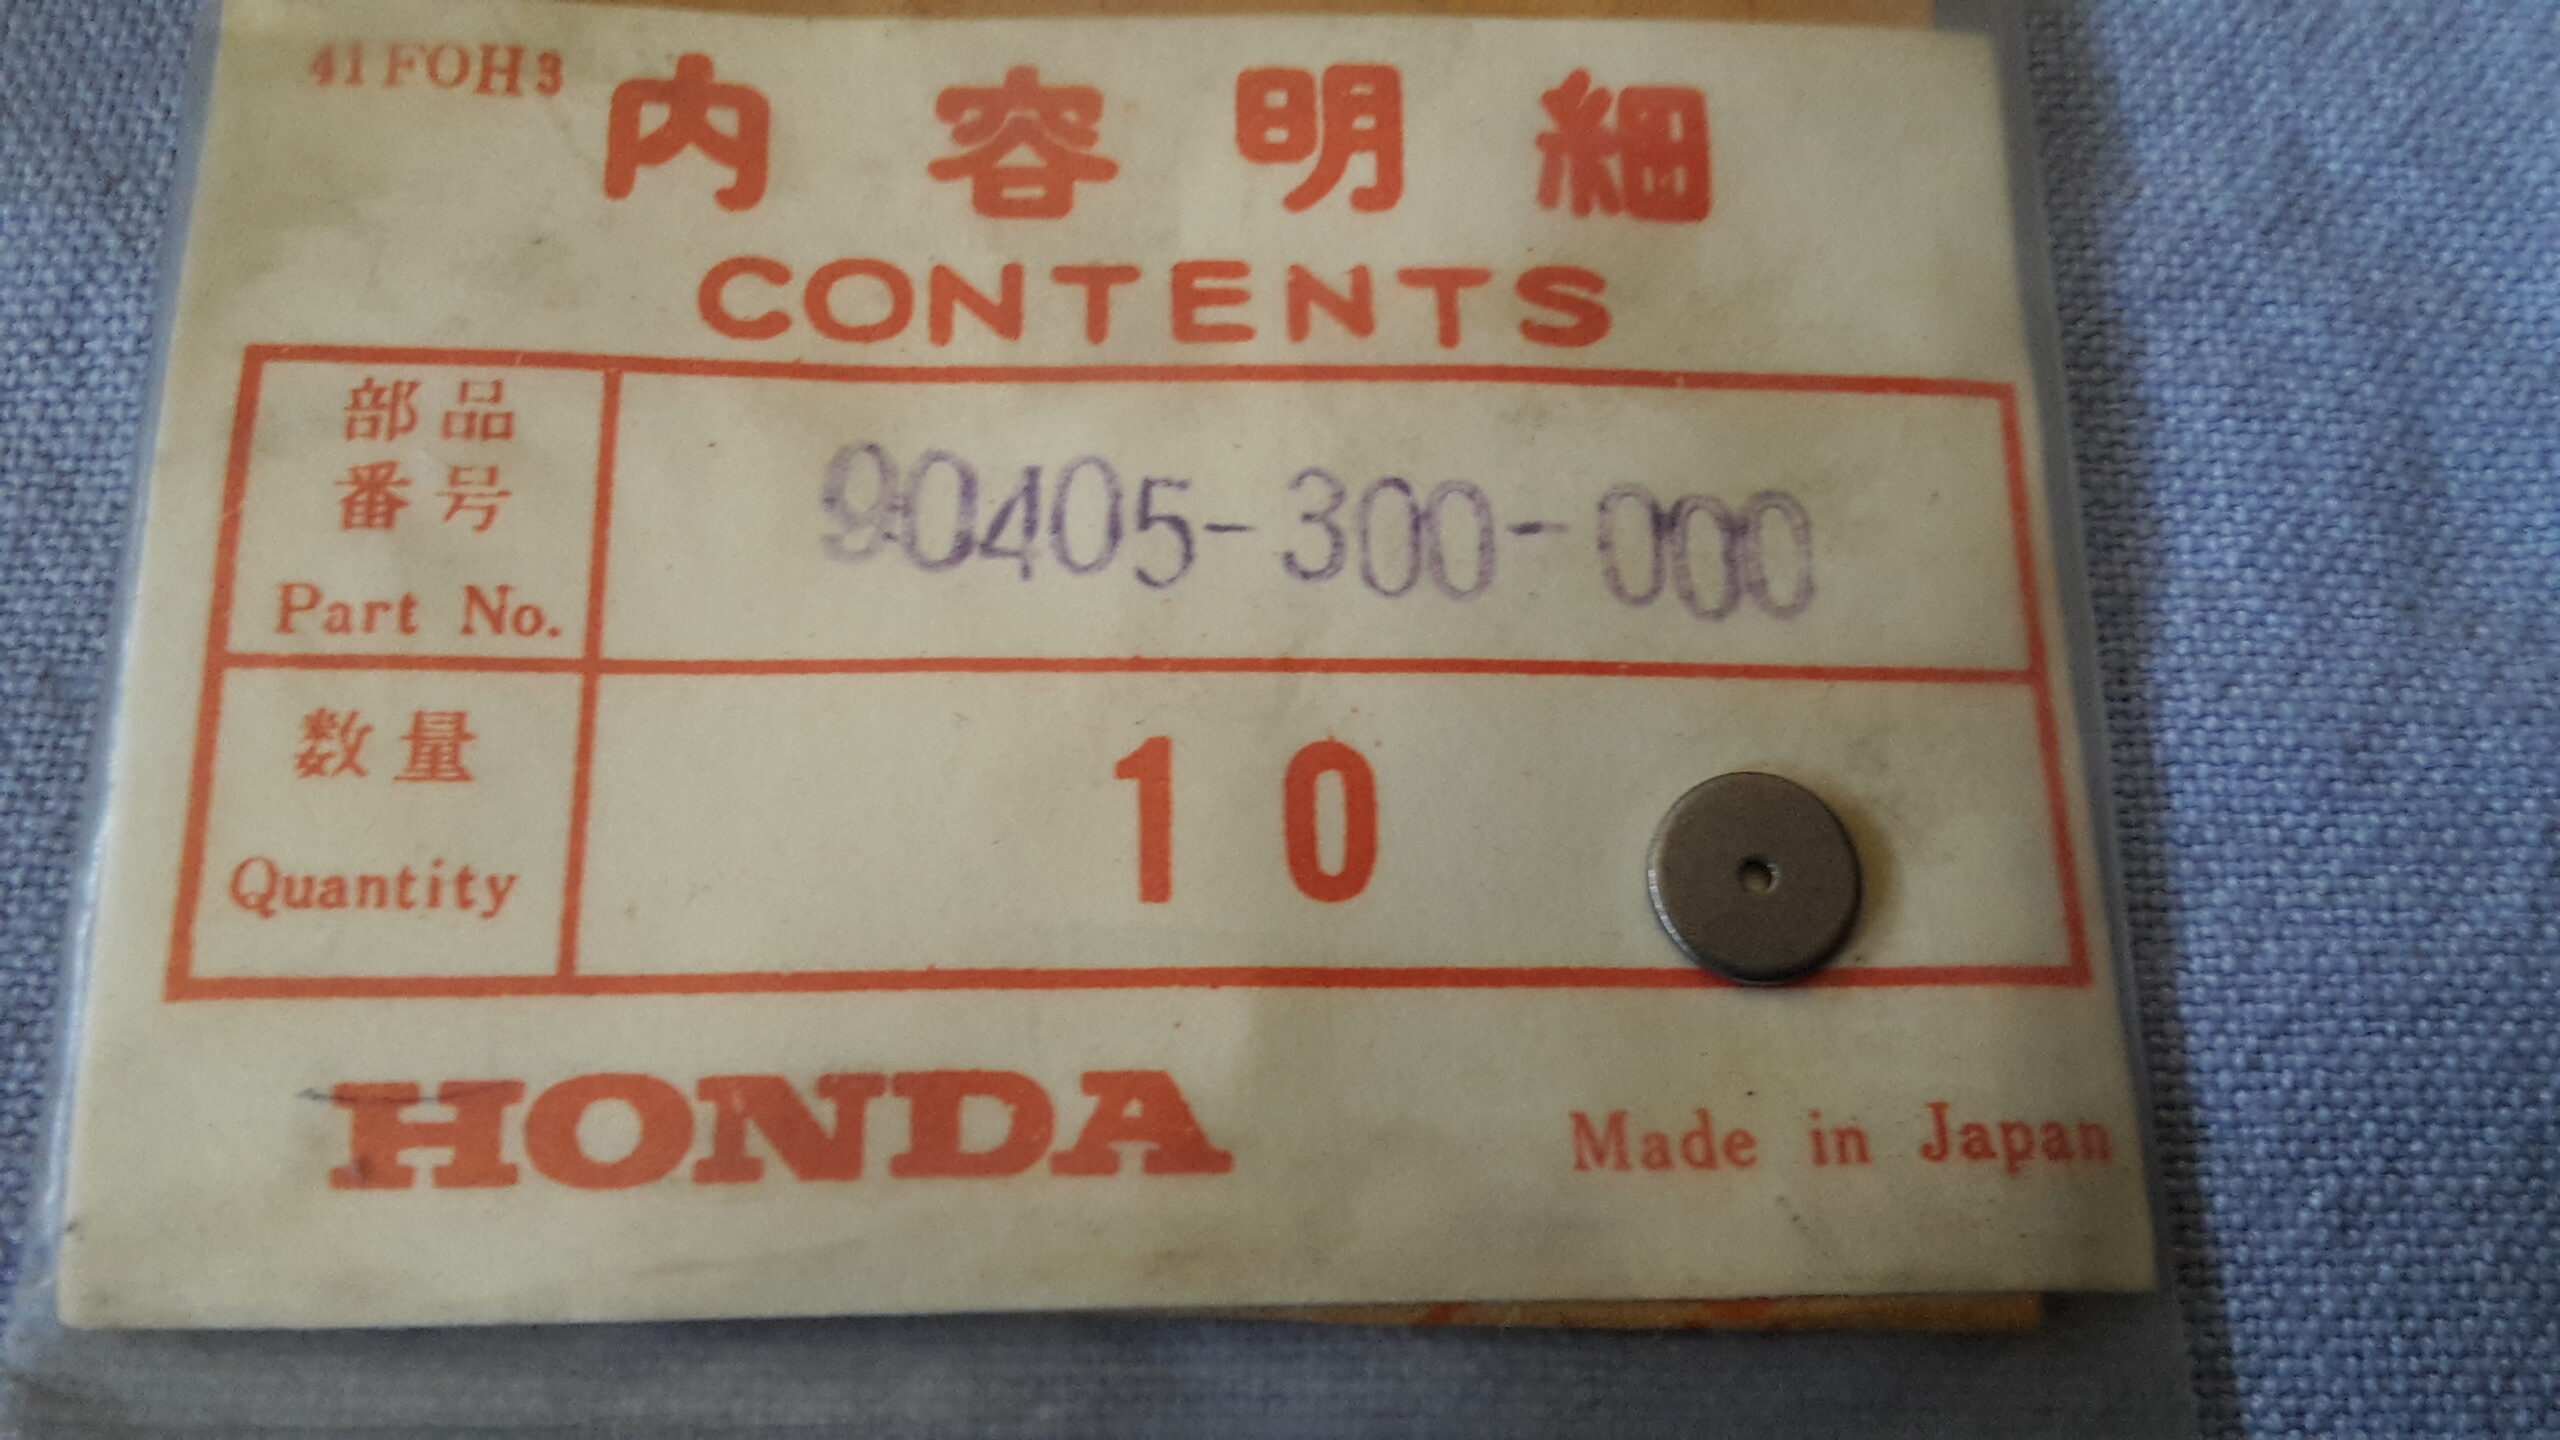 41FOH3
内容明細
CONTENTS
部品
番号
Part No.
90405-300-000
数量
Quantity
10
HONDA
Made in Japan